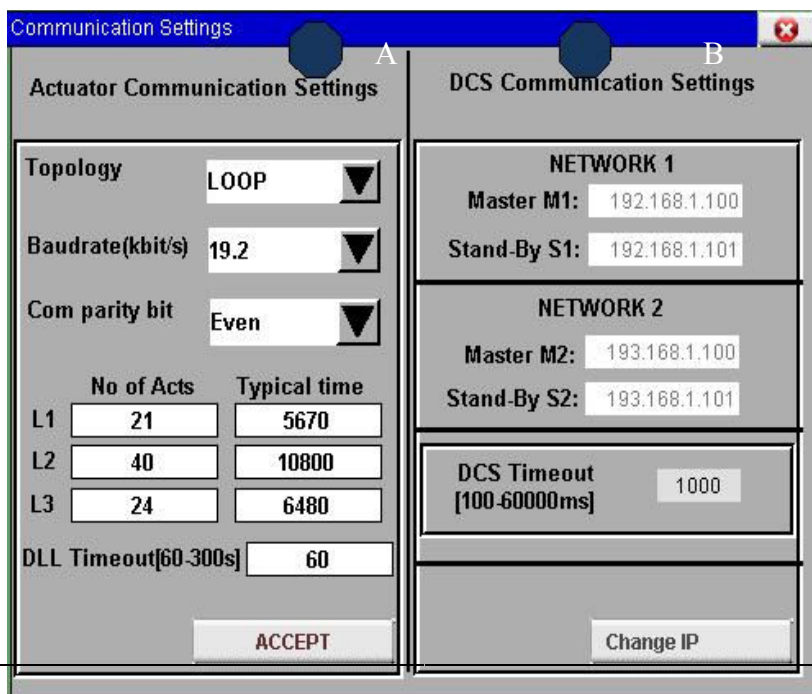 Communication Settings
A
B
Actuator Communication Settings
DCS Communication Settings
Topology
LOOP
Baudrate(kbit/s)
19.2
Com parity bit
Even
No of Acts Typical time
L1 21 5670
L2 40 10800
L3 24 6480
DLL Timeout[60-300s] 60
ACCEPT
NETWORK 1
Master M1: 192.168.1.100
Stand-By S1: 192.168.1.101
NETWORK 2
Master M2: 193.168.1.100
Stand-By S2: 193.168.1.101
DCS Timeout
[100-60000ms]
1000
Change IP